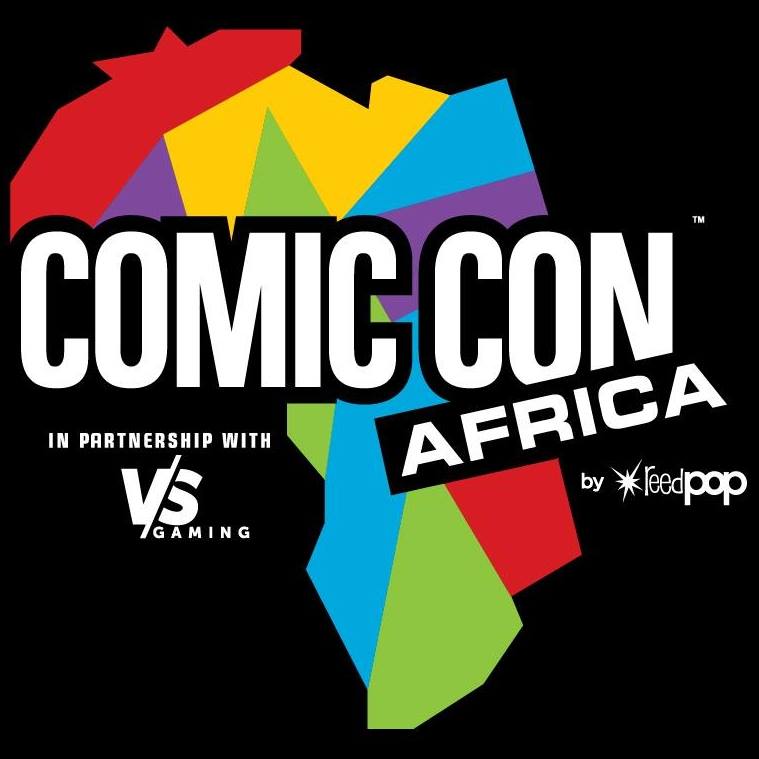 COMIC CON ™
AFRICA
IN PARTNERSHIP WITH
VS
GAMING
by reedpop